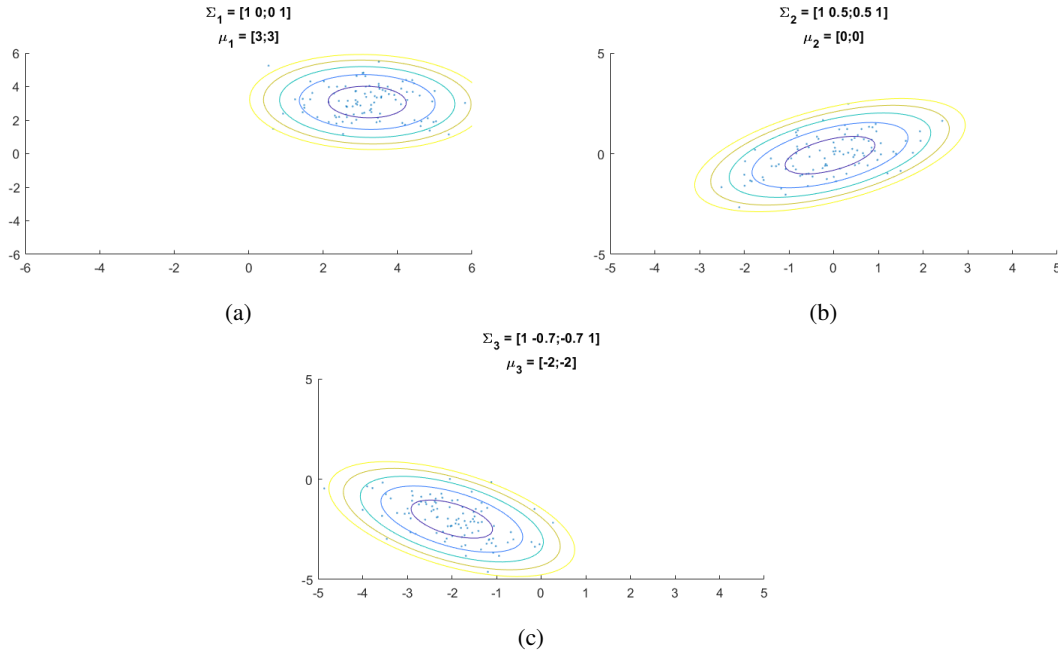 Σ₁ = [1 0;0 1]
μ₁ = [3;3]
6
4
2
0
-2
-4
-6
-6 -4 -2 0 2 4 6
(a)
Σ₂ = [1 0.5;0.5 1]
μ₂ = [0;0]
5
0
-5
-5 -4 -3 -2 -1 0 1 2 3 4 5
(b)
Σ₃ = [1 -0.7;-0.7 1]
μ₃ = [-2;-2]
5
0
-5
-5 -4 -3 -2 -1 0 1 2 3 4 5
(c)